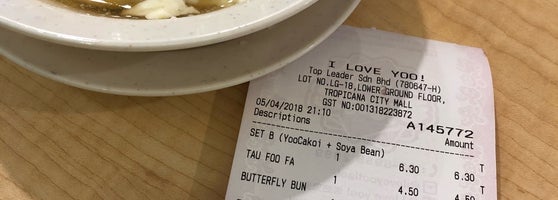 I LOVE YOO!
Top Leader Sdn Bhd (780647-H)
LOT NO.LG-18,LOWER GROUND FLOOR,
TROPICANA CITY MALL
GST NO:001318223872
05/04/2018 21:10 A145772
Descriptions Amount
SET B (YooCakoi + Soya Bean)
1 6.30 T
TAU FOO FA
1 6.30 T
BUTTERFLY BUN 4.50
4.50